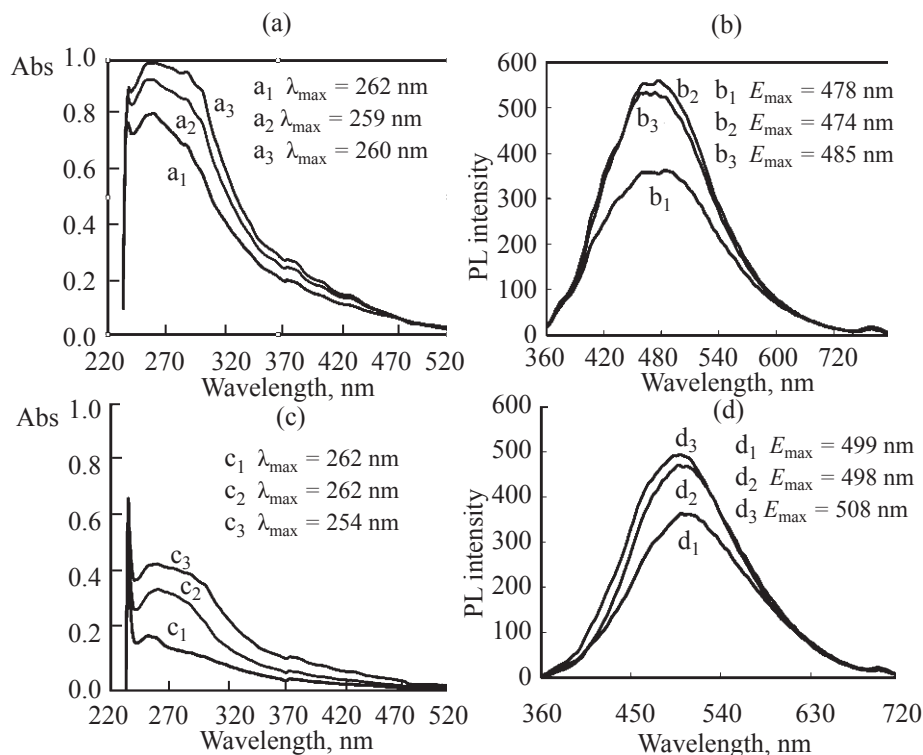 (a)
Abs
1.0
0.8
0.6
0.4
0.2
0.0
a1 λmax = 262 nm
a2 λmax = 259 nm
a3 λmax = 260 nm
a3
a2
a1
220 270 320 370 420 470 520
Wavelength, nm
(b)
PL intensity
600
500
400
300
200
100
0
b1 Emax = 478 nm
b2 Emax = 474 nm
b3 Emax = 485 nm
b2
b3
b1
360 420 480 540 600 720
Wavelength, nm
(c)
Abs
1.0
0.8
0.6
0.4
0.2
0.0
c1 λmax = 262 nm
c2 λmax = 262 nm
c3 λmax = 254 nm
c3
c2
c1
220 270 320 370 420 470 520
Wavelength, nm
(d)
PL intensity
600
500
400
300
200
100
0
d1 Emax = 499 nm
d2 Emax = 498 nm
d3 Emax = 508 nm
d3
d2
d1
360 450 540 630 720
Wavelength, nm